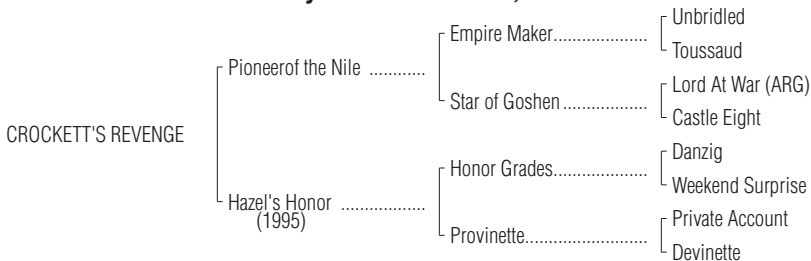 Unbridled
Empire Maker....................
Toussaud
Pioneerof the Nile ............
Lord At War (ARG)
Star of Goshen ..................
Castle Eight
CROCKETT'S REVENGE
Danzig
Honor Grades....................
Weekend Surprise
Hazel's Honor ..................
(1995)
Private Account
Provinette..........................
Devinette